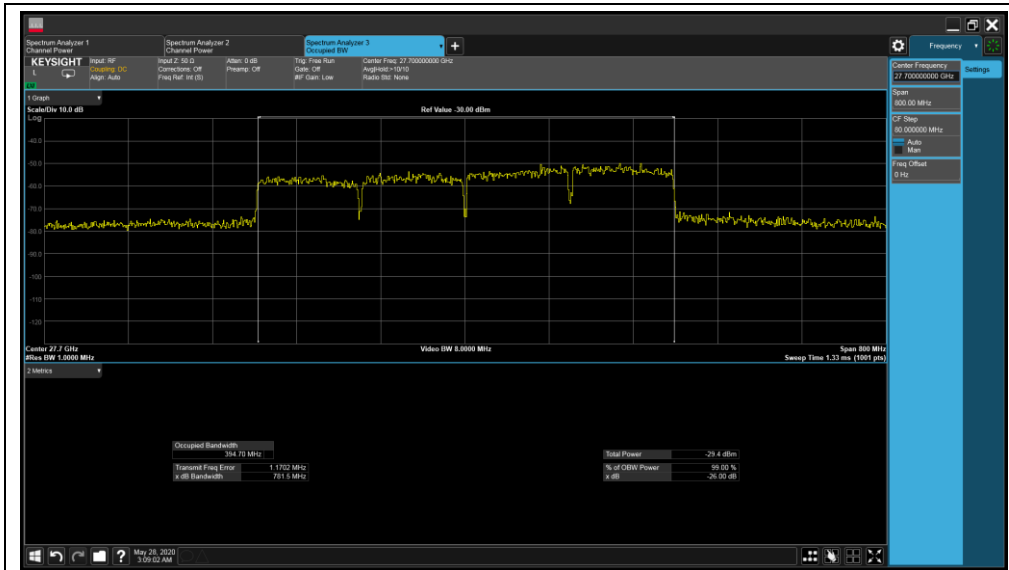 Spectrum Analyzer 1
Channel Power
Spectrum Analyzer 2
Channel Power
Spectrum Analyzer 3
Occupied BW
+
Frequency
KEYSIGHT
L
Input: RF
Coupling: DC
Align: Auto
Input Z: 50 Ω
Corrections: Off
Freq Ref: Int (S)
Atten: 0 dB
Preamp: Off
Trig: Free Run
Gate: Off
#IF Gain: Low
Center Freq: 27.700000000 GHz
Avg|Hold:>10/10
Radio Std: None
Center Frequency
27.700000000 GHz
Settings
Span
800.00 MHz
CF Step
80.000000 MHz
Auto
Man
Freq Offset
0 Hz
1 Graph
Scale/Div 10.0 dB
Ref Value -30.00 dBm
Log
-40.0
-50.0
-60.0
-70.0
-80.0
-90.0
-100
-110
-120
Center 27.7 GHz
Video BW 8.0000 MHz
Span 800 MHz
#Res BW 1.0000 MHz
Sweep Time 1.33 ms (1001 pts)
2 Metrics
Occupied Bandwidth
394.70 MHz
Transmit Freq Error 1.1702 MHz
x dB Bandwidth 781.5 MHz
Total Power -29.4 dBm
% of OBW Power 99.00 %
x dB -26.00 dB
?
May 28, 2020
3:09:02 AM